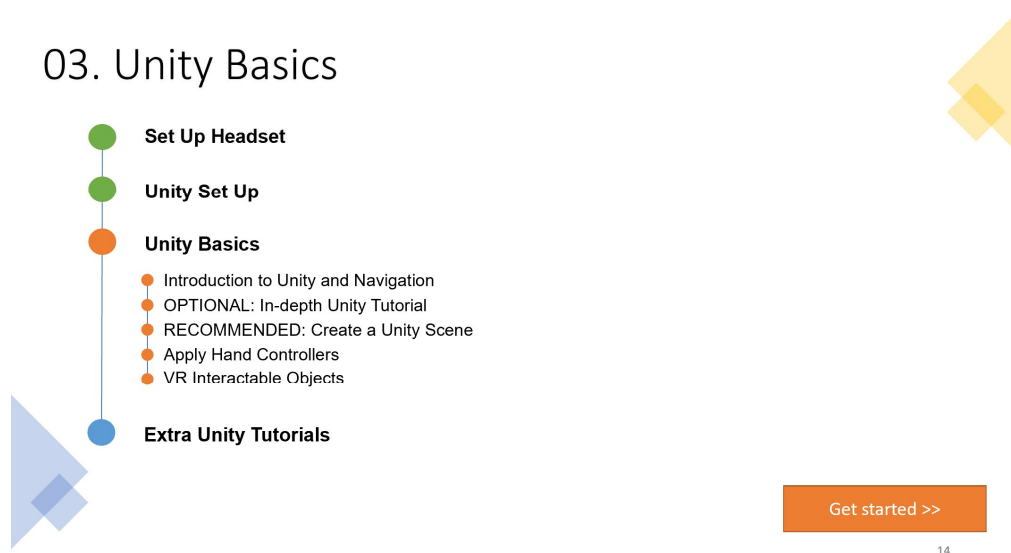 03. Unity Basics
Set Up Headset
Unity Set Up
Unity Basics
Introduction to Unity and Navigation
OPTIONAL: In-depth Unity Tutorial
RECOMMENDED: Create a Unity Scene
Apply Hand Controllers
VR Interactable Objects
Extra Unity Tutorials
Get started >>
14